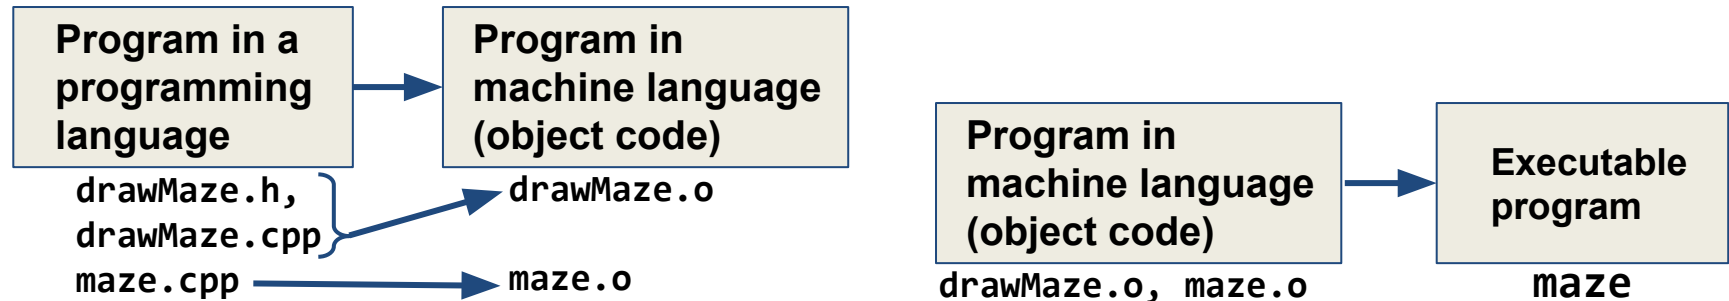 Program in a
programming
language
Program in
machine language
(object code)
drawMaze.h,
drawMaze.cpp
drawMaze.o
maze.cpp
maze.o
Program in
machine language
(object code)
Executable
program
drawMaze.o, maze.o
maze